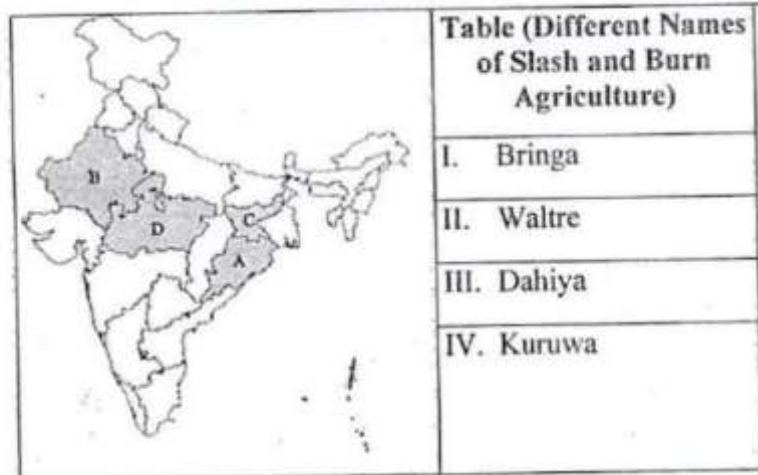 Table (Different Names
of Slash and Burn
Agriculture)
I. Bringa
II. Waltre
III. Dahiya
IV. Kuruwa
B
D
C
A